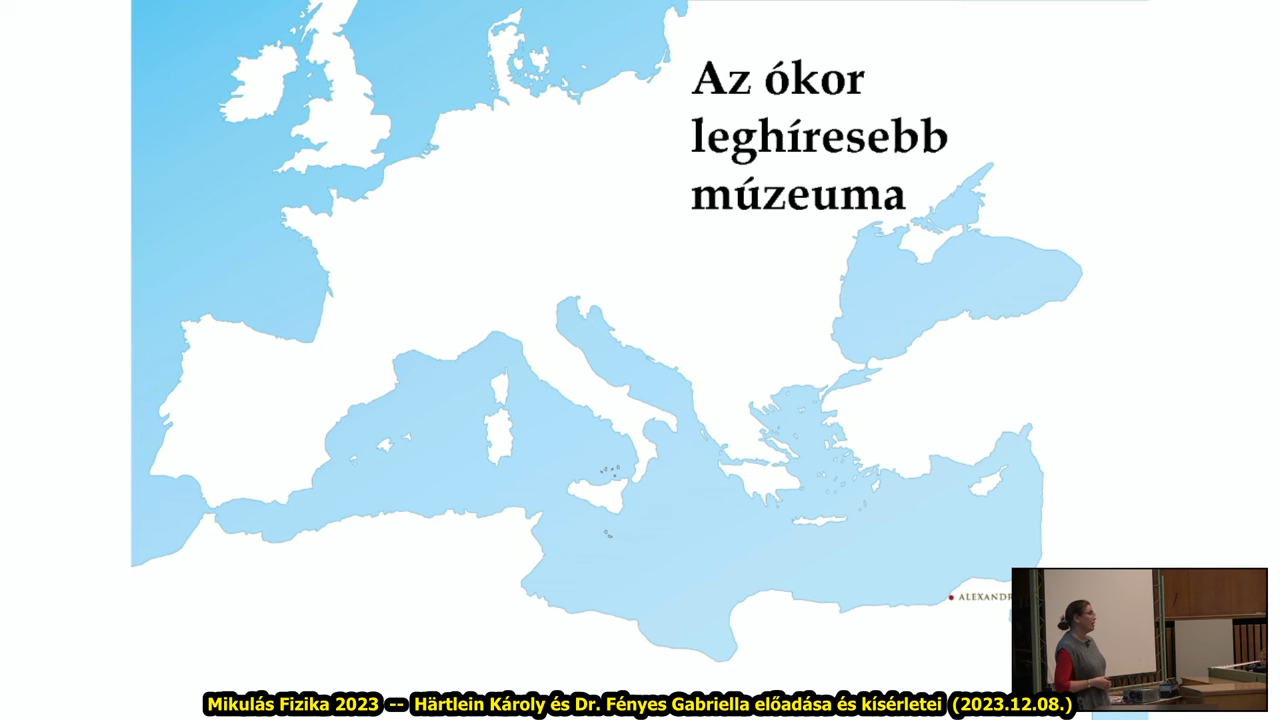 Az ókor
leghíresebb
múzeuma
Mikulás Fizika 2023 -- Härtlein Károly és Dr. Fényes Gabriella előadása és kísérletei (2023.12.08.)